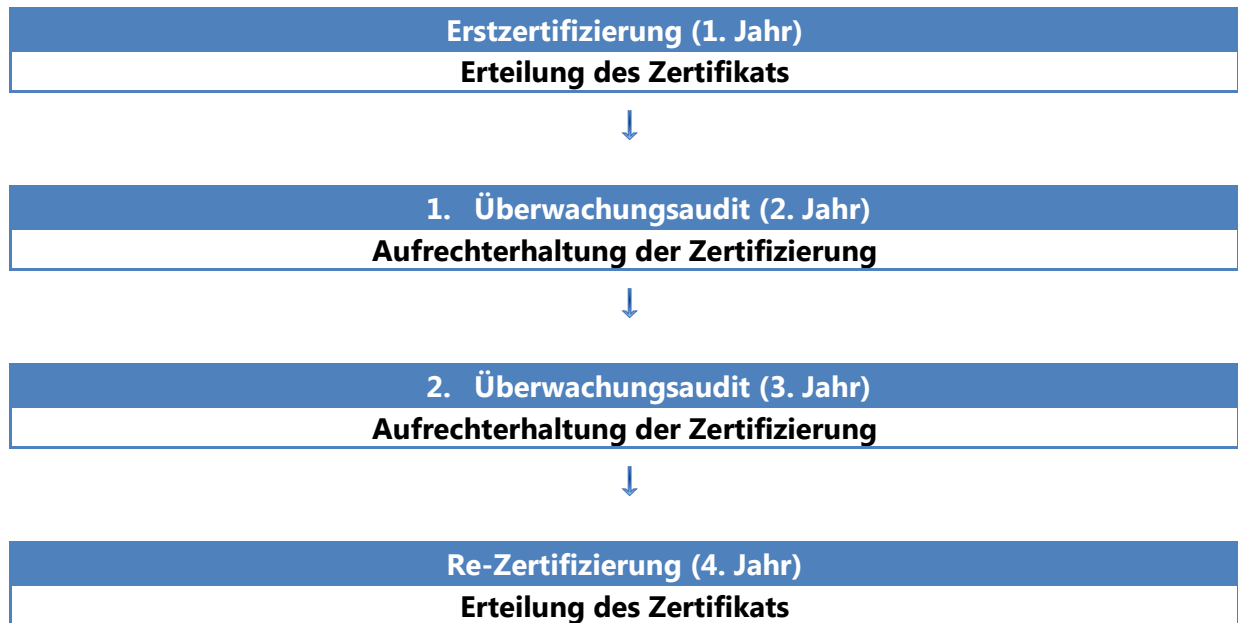 Erstzertifizierung (1. Jahr)
Erteilung des Zertifikats
↓
1. Überwachungsaudit (2. Jahr)
Aufrechterhaltung der Zertifizierung
↓
2. Überwachungsaudit (3. Jahr)
Aufrechterhaltung der Zertifizierung
↓
Re-Zertifizierung (4. Jahr)
Erteilung des Zertifikats